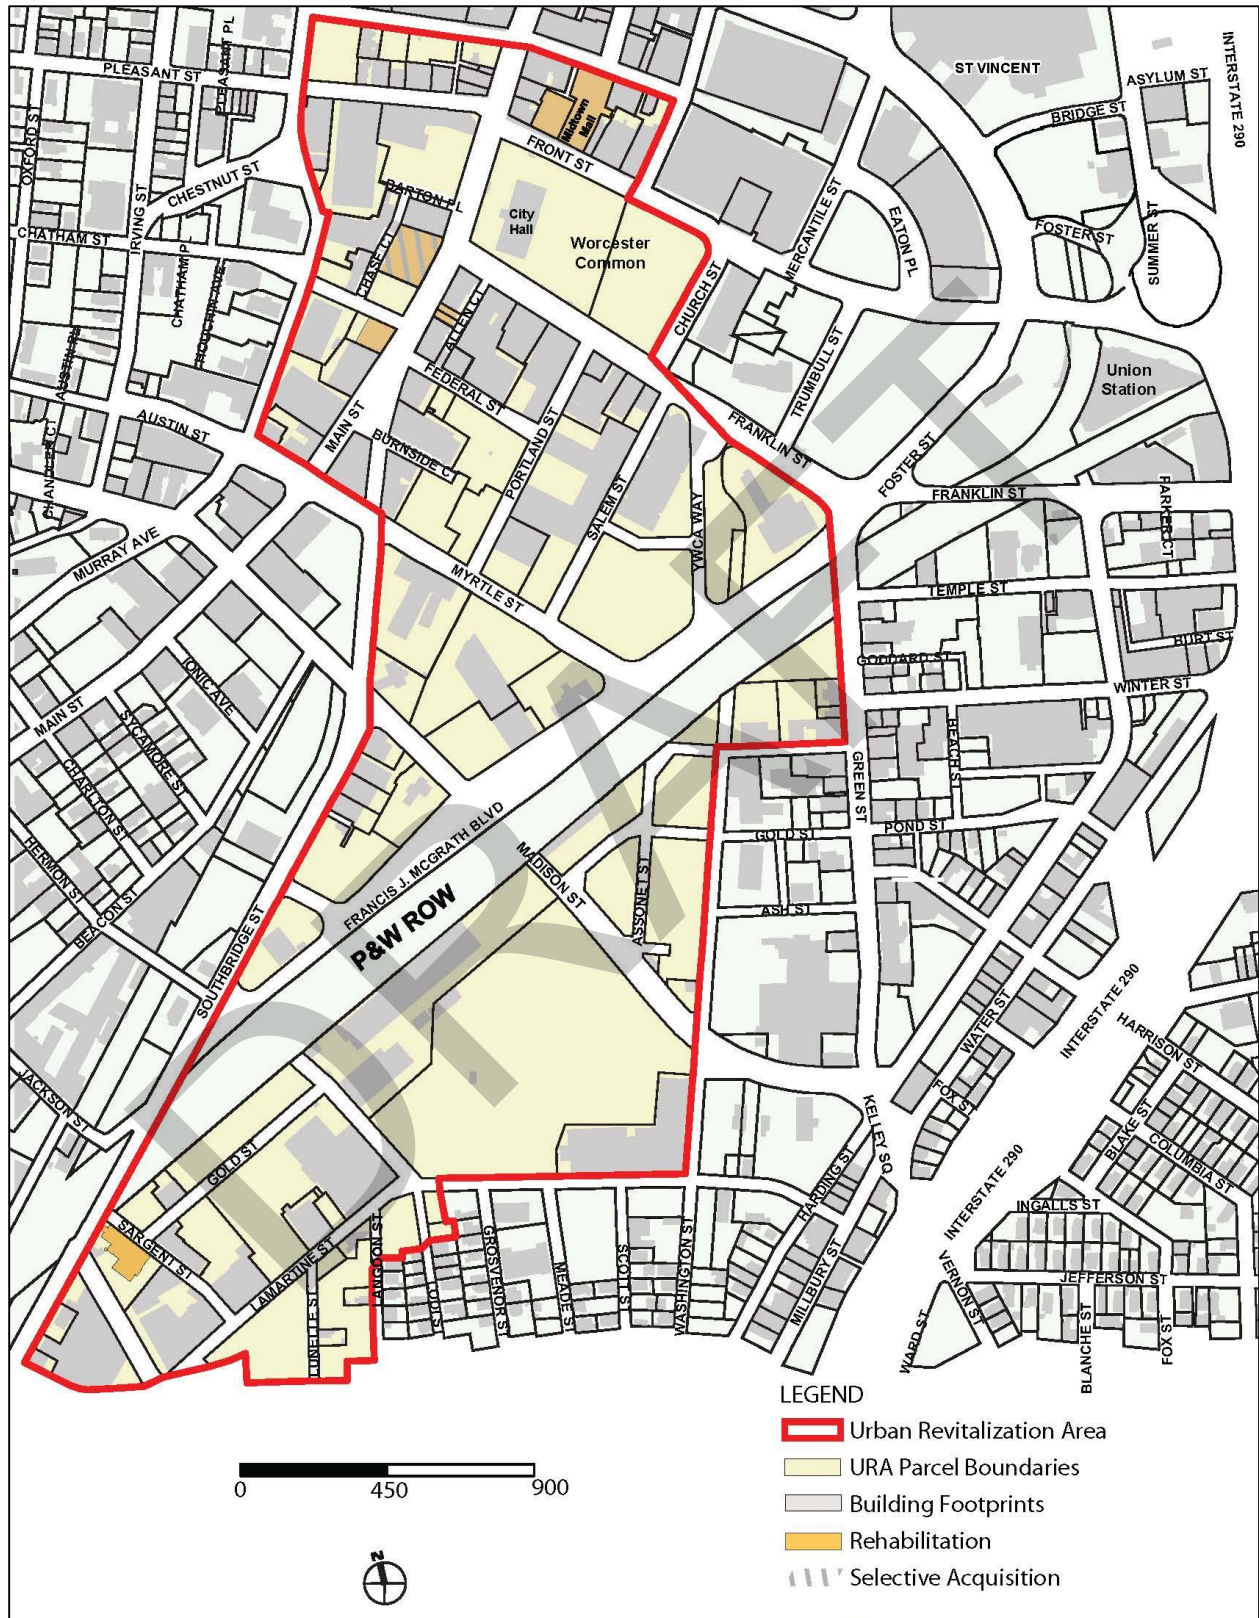 PLEASANT ST
PLEASANT PL
OXFORD ST
IRVING ST
CHESTNUT ST
CHATHAM ST
CHATHAM PL
HOUCHIN AVE
AUSTIN PL
AUSTIN ST
CHANDLER CT
MURRAY AVE
BARTON PL
CHASE CT
ALLEN CT
City
Hall
Worcester
Common
Midtown
Mall
FRONT ST
ST VINCENT
ASYLUM ST
BRIDGE ST
INTERSTATE 290
FOSTER ST
SUMMER ST
EATON PL
MERCANTILE ST
CHURCH ST
TRUMBULL ST
Union
Station
FRANKLIN ST
FOSTER ST
FRANKLIN ST
PARKER CT
MAIN ST
FEDERAL ST
BURNSIDE CT
PORTLAND ST
SALEM ST
YWCA WAY
MYRTLE ST
TEMPLE ST
BURT ST
GODDARD ST
WINTER ST
BEACH S
GREEN ST
POND ST
GOLD ST
ASH ST
ASSONET ST
MADISON ST
FRANCIS J. MCGRATH BLVD
P&W ROW
IONIC AVE
MAIN ST
SYCAMORE S
CHARLTON ST
HERMON ST
BEACON ST
SOUTHBRIDGE ST
JACKSON ST
GOLD ST
SARGENT ST
LAMARTINE ST
LUNELLE ST
LANGDON ST
LODI S
GROSVENOR S
MEADE S
SCOTT S
WASHINGTON ST
HARDING ST
MILLBURY ST
KELLEY SQ
WATER ST
FOX ST
INTERSTATE 290
INTERSTATE 290
HARRISON ST
BLAKE ST
COLUMBIA ST
INGALLS ST
JEFFERSON ST
VERNON ST
WARD ST
BLANCHE ST
FOX ST
DRAFT
LEGEND
Urban Revitalization Area
URA Parcel Boundaries
Building Footprints
Rehabilitation
Selective Acquisition
0 450 900
N